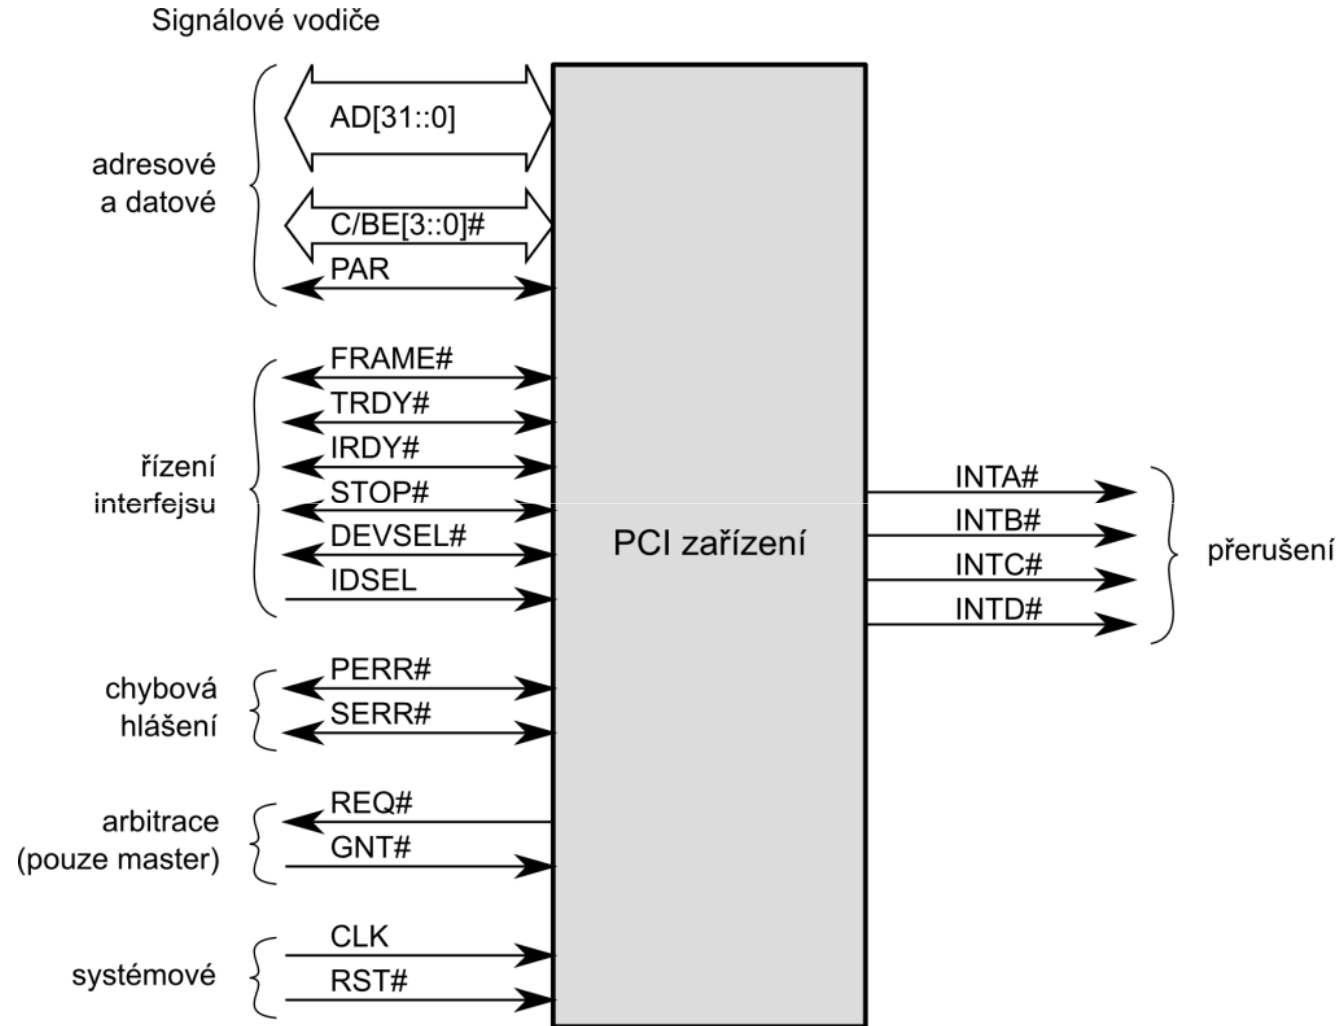 Signálové vodiče
adresové
a datové
AD[31::0]
C/BE[3::0]#
PAR
řízení
interfejsu
FRAME#
TRDY#
IRDY#
STOP#
DEVSEL#
IDSEL
chybová
hlášení
PERR#
SERR#
arbitrace
(pouze master)
REQ#
GNT#
systémové
CLK
RST#
PCI zařízení
INTA#
INTB#
INTC#
INTD#
přerušení